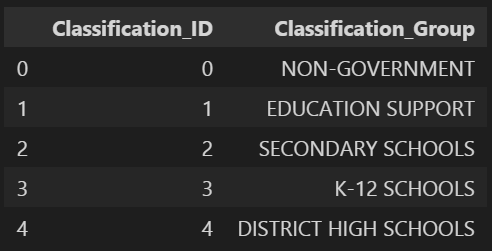 Classification_ID Classification_Group
0 0 NON-GOVERNMENT
1 1 EDUCATION SUPPORT
2 2 SECONDARY SCHOOLS
3 3 K-12 SCHOOLS
4 4 DISTRICT HIGH SCHOOLS